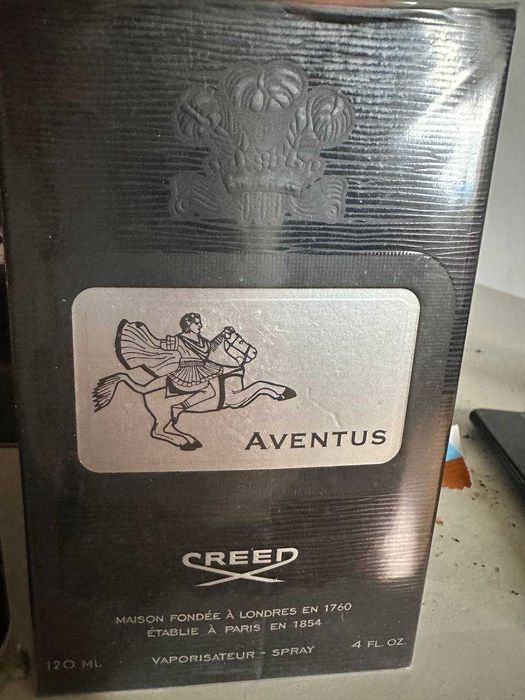 AVENTUS
CREED
MAISON FONDÉE À LONDRES EN 1760
ÉTABLIE À PARIS EN 1854
120 ML VAPORISATEUR - SPRAY 4 FL. OZ.